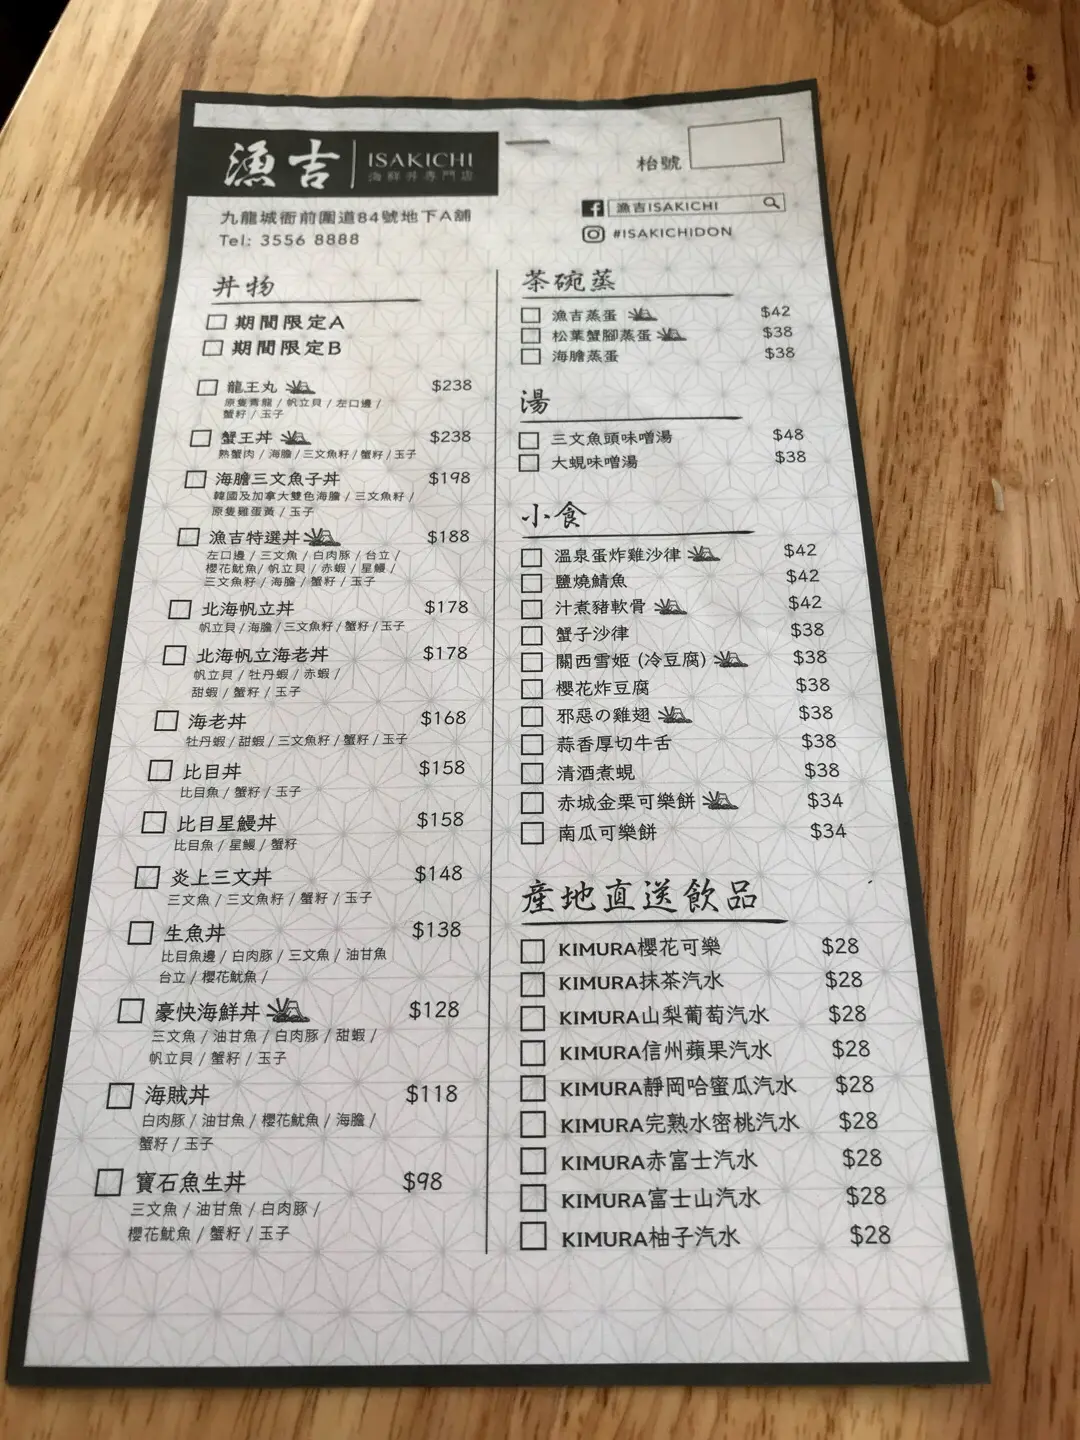 漁吉
ISAKICHI
海鮮丼專門店
枱號
九龍城衙前圍道84號地下A舖
Tel: 3556 8888
漁吉ISAKICHI
#ISAKICHIDON
丼物
期間限定A
期間限定B
龍王丸 $238
原隻青龍 / 帆立貝 / 左口邊 /
蟹籽 / 玉子
蟹王丼 $238
熟蟹肉 / 海膽 / 三文魚籽 / 蟹籽 / 玉子
海膽三文魚子丼 $198
韓國及加拿大雙色海膽 / 三文魚籽 /
原隻雞蛋黃 / 玉子
漁吉特選丼 $188
左口邊 / 三文魚 / 白肉豚 / 台立 /
櫻花魷魚 / 帆立貝 / 赤蝦 / 星鰻 /
三文魚籽 / 海膽 / 蟹籽 / 玉子
北海帆立丼 $178
帆立貝 / 海膽 / 三文魚籽 / 蟹籽 / 玉子
北海帆立海老丼 $178
帆立貝 / 牡丹蝦 / 赤蝦 /
甜蝦 / 蟹籽 / 玉子
海老丼 $168
牡丹蝦 / 甜蝦 / 三文魚籽 / 蟹籽 / 玉子
比目丼 $158
比目魚 / 蟹籽 / 玉子
比目星鰻丼 $158
比目魚 / 星鰻 / 蟹籽
炎上三文丼 $148
三文魚 / 三文魚籽 / 蟹籽 / 玉子
生魚丼 $138
比目魚邊 / 白肉豚 / 三文魚 / 油甘魚
台立 / 櫻花魷魚 /
豪快海鮮丼 $128
三文魚 / 油甘魚 / 白肉豚 / 甜蝦 /
帆立貝 / 蟹籽 / 玉子
海賊丼 $118
白肉豚 / 油甘魚 / 櫻花魷魚 / 海膽 /
蟹籽 / 玉子
寶石魚生丼 $98
三文魚 / 油甘魚 / 白肉豚 /
櫻花魷魚 / 蟹籽 / 玉子
茶碗蒸
漁吉蒸蛋 $42
松葉蟹腳蒸蛋 $38
海膽蒸蛋 $38
湯
三文魚頭味噌湯 $48
大蜆味噌湯 $38
小食
溫泉蛋炸雞沙律 $42
鹽燒鯖魚 $42
汁煮豬軟骨 $42
蟹子沙律 $38
關西雪姬 (冷豆腐) $38
櫻花炸豆腐 $38
邪惡の雞翅 $38
蒜香厚切牛舌 $38
清酒煮蜆 $38
赤城金栗可樂餅 $34
南瓜可樂餅 $34
產地直送飲品
KIMURA櫻花可樂 $28
KIMURA抹茶汽水 $28
KIMURA山梨葡萄汽水 $28
KIMURA信州蘋果汽水 $28
KIMURA靜岡哈蜜瓜汽水 $28
KIMURA完熟水密桃汽水 $28
KIMURA赤富士汽水 $28
KIMURA富士山汽水 $28
KIMURA柚子汽水 $28